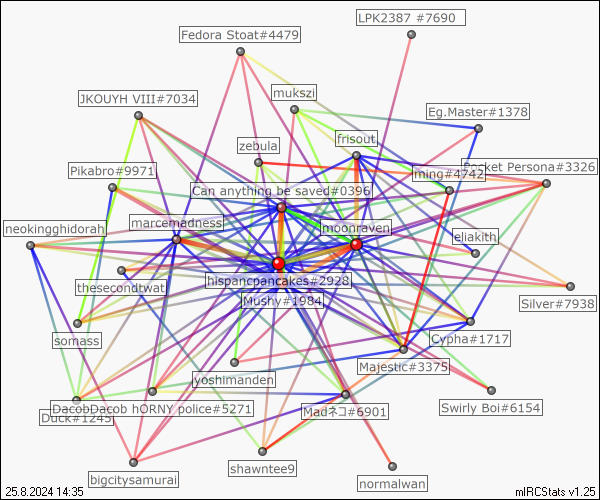 LPK2387 #7690
Fedora Stoat#4479
mukszi
JKOUYH VIII#7034
Eg.Master#1378
frisout
zebula
Pikabro#9971
ming#4742
Pocket Persona#3326
Can anything be saved#0396
marcemadness
moonraven
neokingghidorah
eliakith
hispancpancakes#2928
thesecondtwat
Mushy#1984
Silver#7938
somass
Cypha#1717
Majestic#3375
yoshimanden
DacobDacob hORNY police#5271
Madネコ#6901
Swirly Boi#6154
Duck#1245
shawntee9
bigcitysamurai
normalwan
25.8.2024 14:35
mIRCStats v1.25